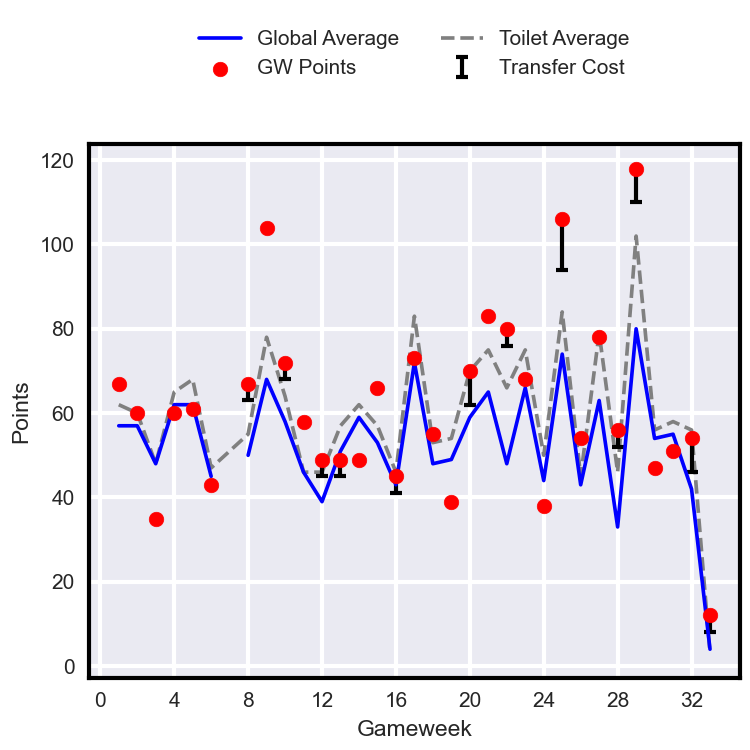 Global Average
Toilet Average
GW Points
Transfer Cost
120
100
80
60
40
20
0
Points
0 4 8 12 16 20 24 28 32
Gameweek